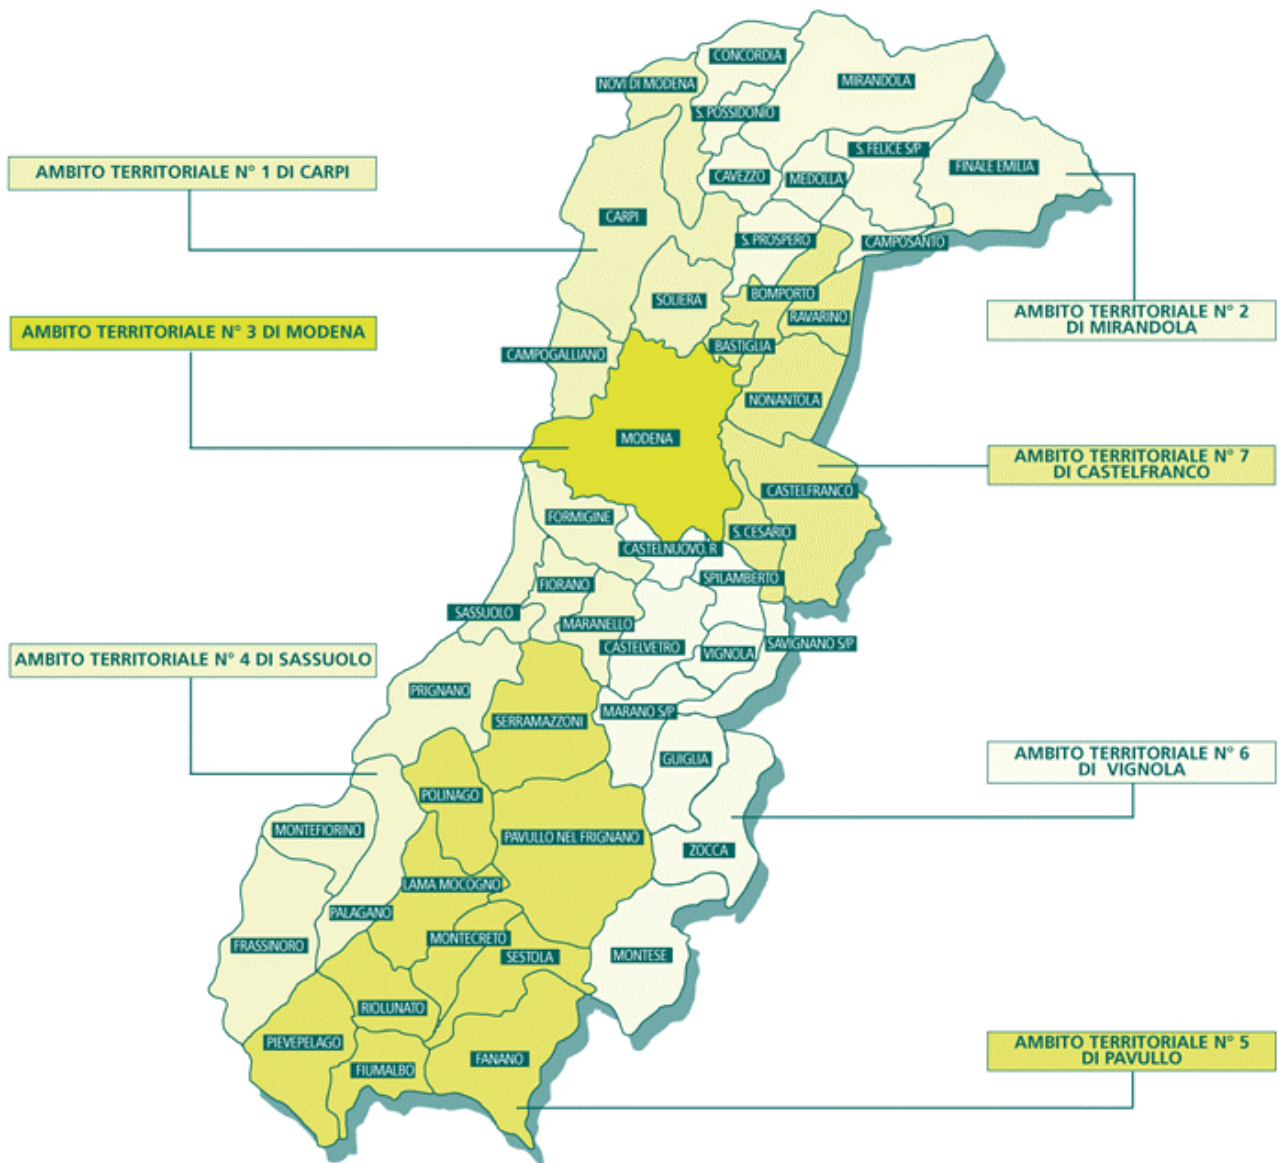 CONCORDIA
MIRANDOLA
NOVI DI MODENA
S. POSSIDONIO
S. FELICE S/P
FINALE EMILIA
AMBITO TERRITORIALE N° 1 DI CARPI
CAVEZZO
MEDOLLA
CARPI
S. PROSPERO
CAMPOSANTO
BOMPORTO
SOLIERA
RAVARINO
AMBITO TERRITORIALE N° 2
DI MIRANDOLA
AMBITO TERRITORIALE N° 3 DI MODENA
BASTIGLIA
CAMPOGALLIANO
NONANTOLA
MODENA
AMBITO TERRITORIALE N° 7
DI CASTELFRANCO
CASTELFRANCO
FORMIGINE
S. CESARIO
CASTELNUOVO. R
SPILAMBERTO
FIORANO
SASSUOLO
MARANELLO
CASTELVETRO
SAVIGNANO S/P
VIGNOLA
AMBITO TERRITORIALE N° 4 DI SASSUOLO
PRIGNANO
MARANO S/P
SERRAMAZZONI
GUIGLIA
AMBITO TERRITORIALE N° 6
DI VIGNOLA
POLINAGO
MONTEFIORINO
PAVULLO NEL FRIGNANO
ZOCCA
LAMA MOCOGNO
PALAGANO
MONTECRETO
FRASSINORO
SESTOLA
MONTESE
RIOLUNATO
PIEVEPELAGO
FANANO
FIUMALBO
AMBITO TERRITORIALE N° 5
DI PAVULLO